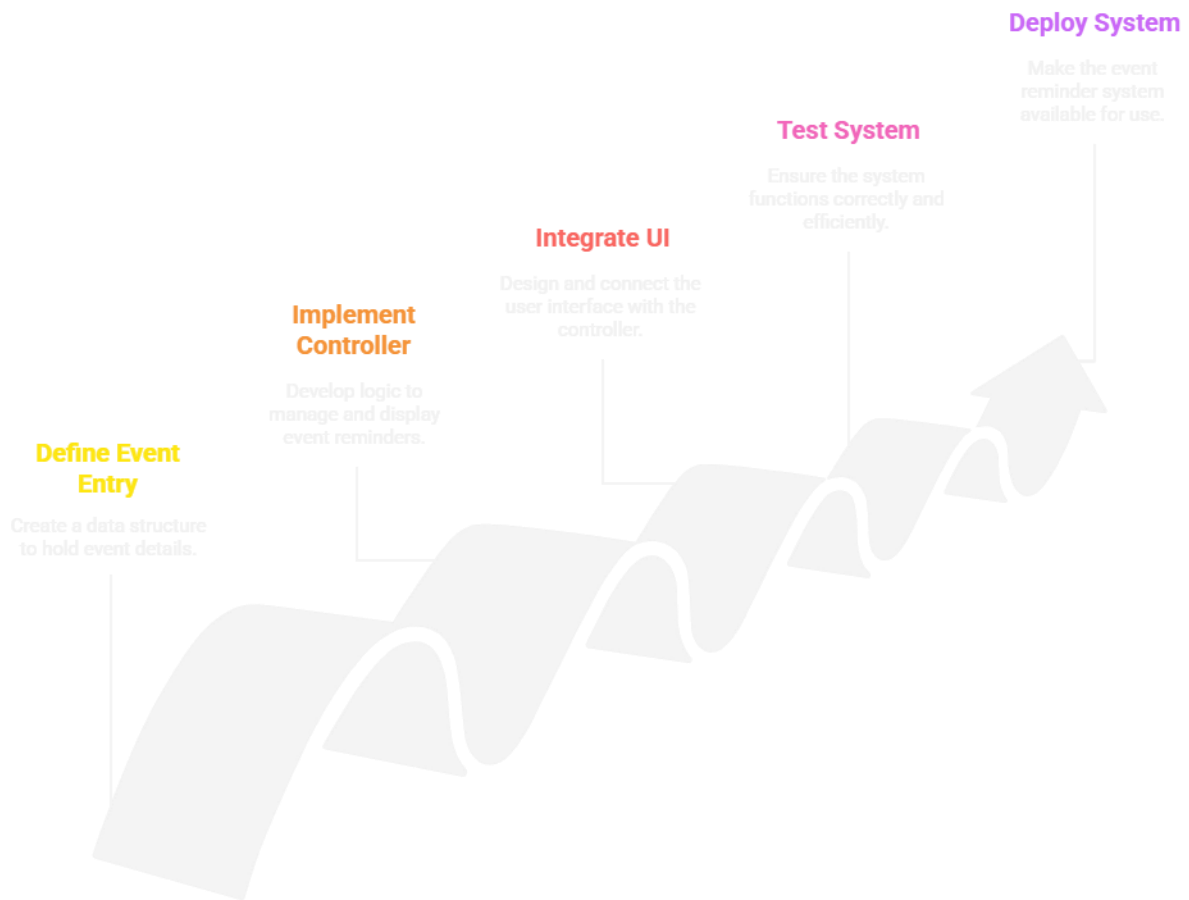 Deploy System
Make the event
reminder system
available for use.
Test System
Ensure the system
functions correctly and
efficiently.
Integrate UI
Design and connect the
user interface with the
controller.
Implement
Controller
Develop logic to
manage and display
event reminders.
Define Event
Entry
Create a data structure
to hold event details.